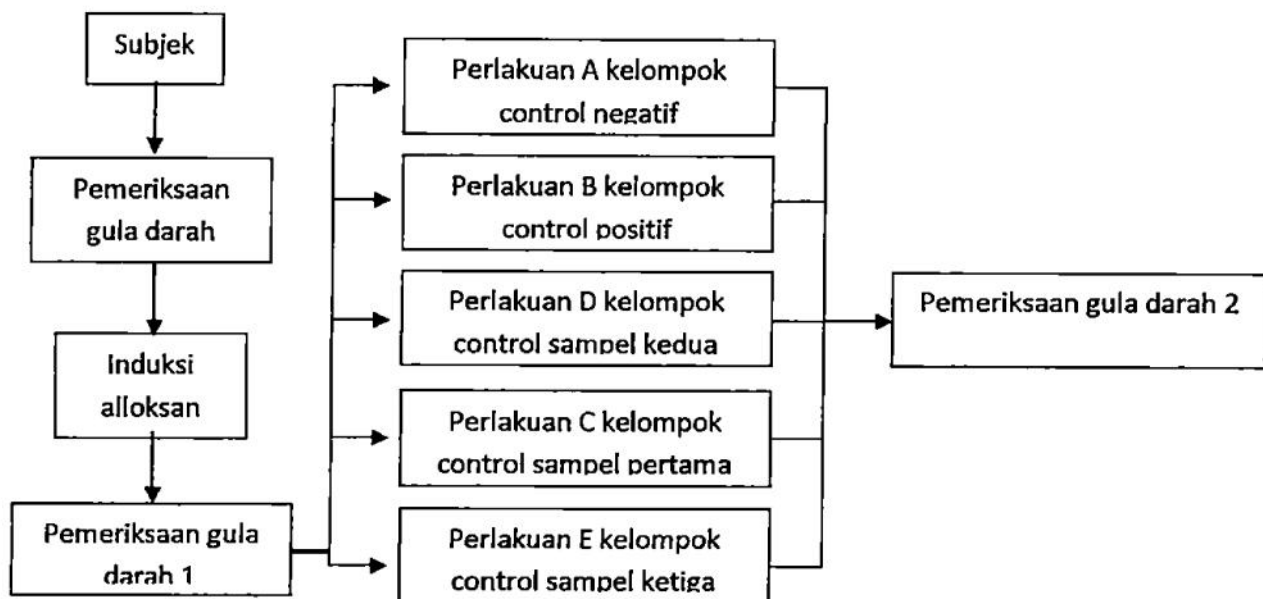 Subjek
Pemeriksaan
gula darah
Induksi
alloksan
Pemeriksaan gula
darah 1
Perlakuan A kelompok
control negatif
Perlakuan B kelompok
control positif
Perlakuan D kelompok
control sampel kedua
Perlakuan C kelompok
control sampel pertama
Perlakuan E kelompok
control sampel ketiga
Pemeriksaan gula darah 2